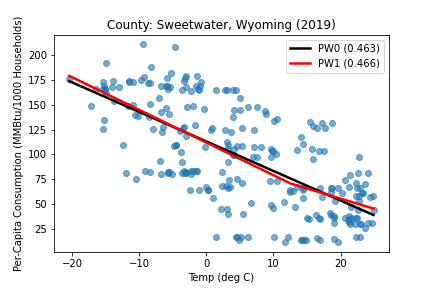 County: Sweetwater, Wyoming (2019)
Per-Capita Consumption (MMBtu/1000 Households)
200
175
150
125
100
75
50
25
PW0 (0.463)
PW1 (0.466)
−20
−10
0
10
20
Temp (deg C)